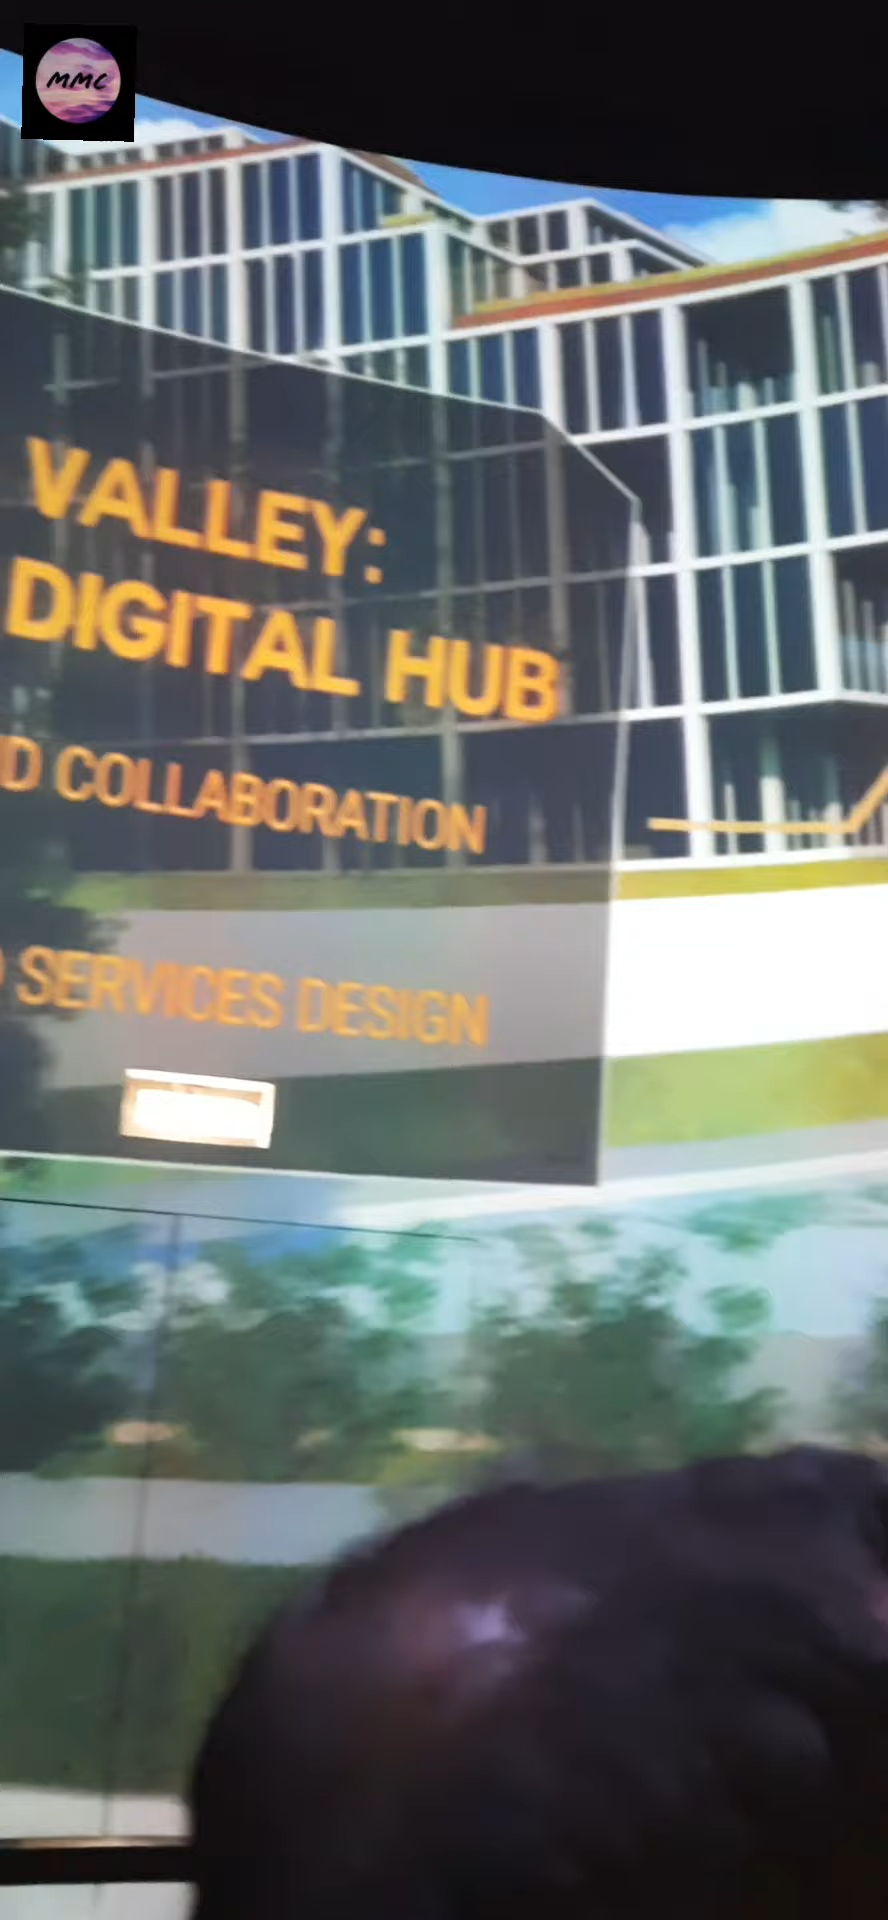 MMC
VALLEY:
DIGITAL HUB
D COLLABORATION
SERVICES DESIGN